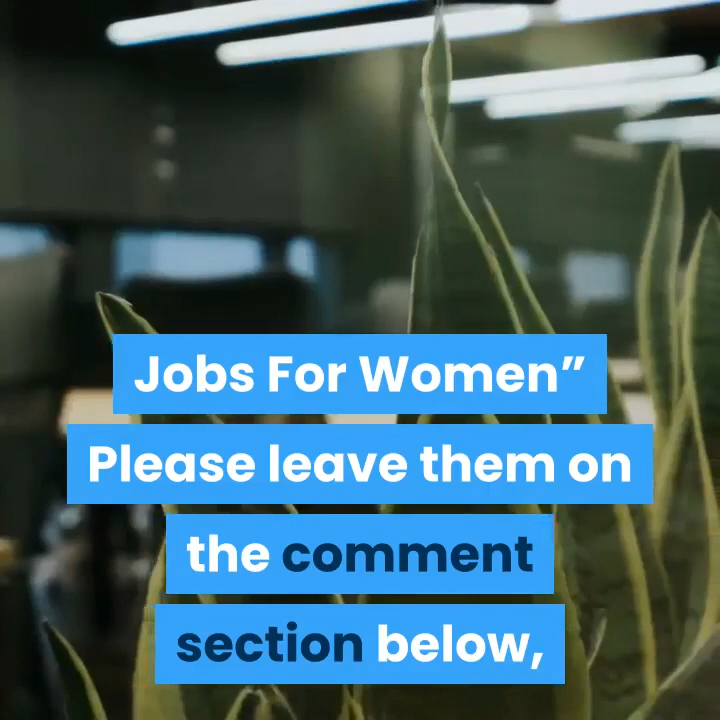 Jobs For Women”
Please leave them on
the comment
section below,